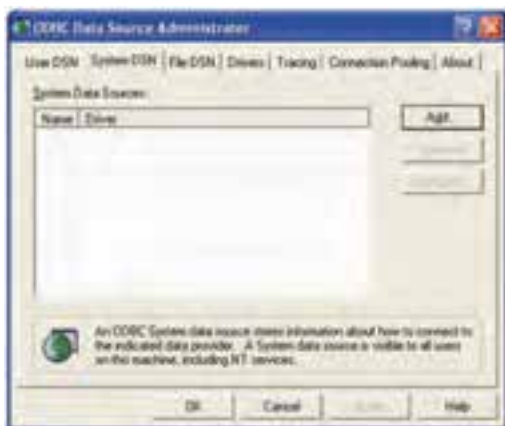 ODBC Data Source Administrator
User DSN System DSN File DSN Drivers Tracing Connection Pooling About
System Data Sources:
Name Driver
Add...
An ODBC System data source stores information about how to connect to
the indicated data provider. A System data source is visible to all users
on this machine, including NT services.
OK Cancel Help